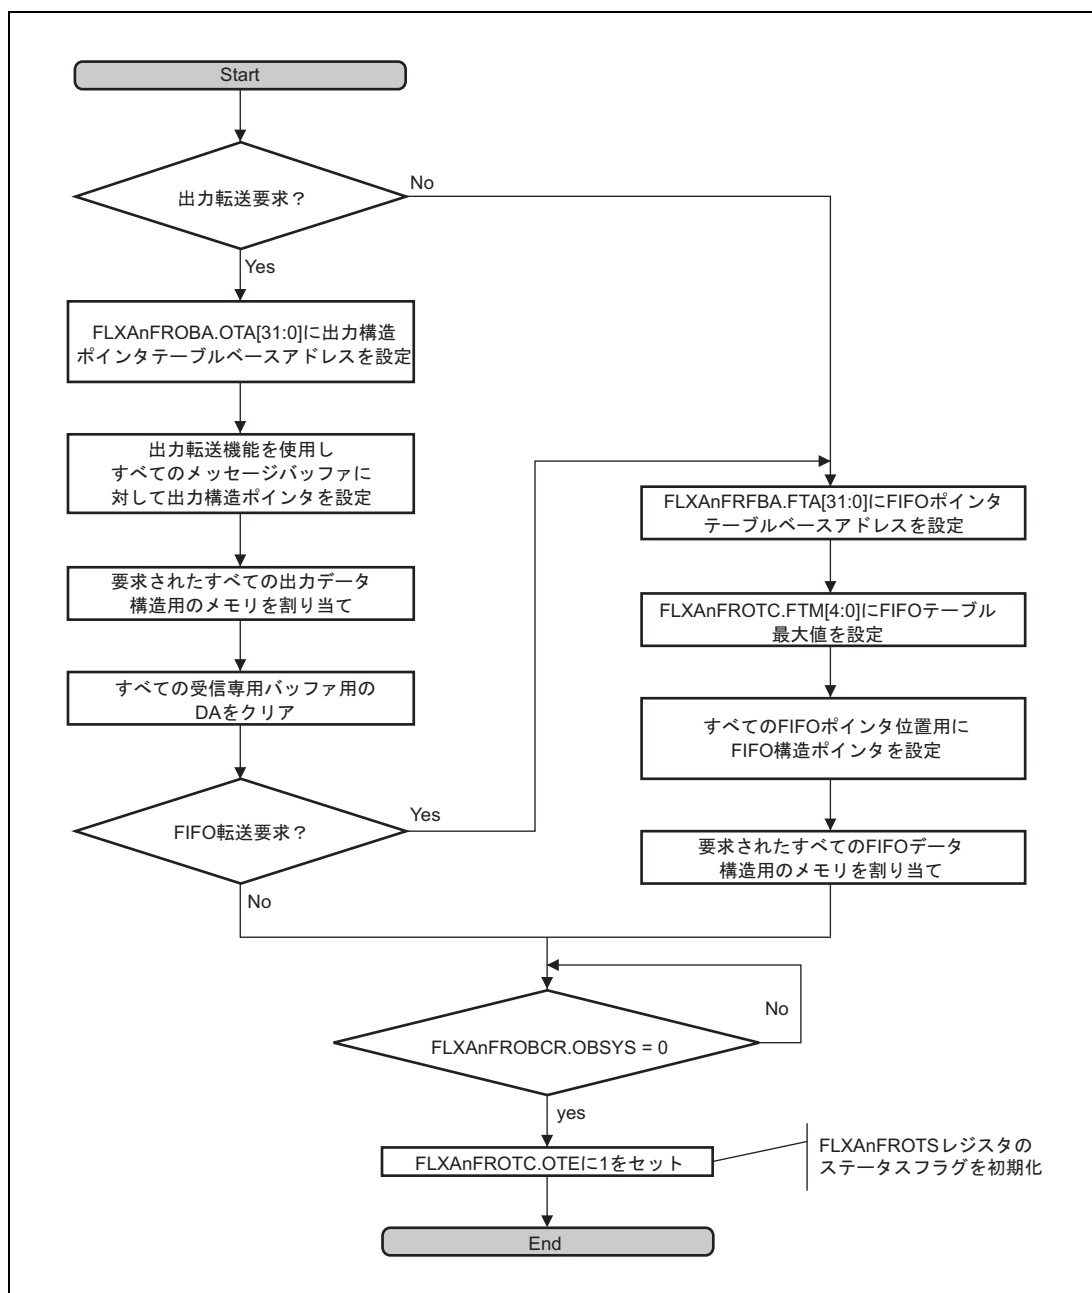 Start
出力転送要求？
No
Yes
FLXAnFROBA.OTA[31:0]に出力構造
ポインタテーブルベースアドレスを設定
出力転送機能を使用し
すべてのメッセージバッファに
対して出力構造ポインタを設定
要求されたすべての出力データ
構造用のメモリを割り当て
すべての受信専用バッファ用の
DAをクリア
FIFO転送要求？
Yes
No
FLXAnFRFBA.FTA[31:0]にFIFOポインタ
テーブルベースアドレスを設定
FLXAnFROTC.FTM[4:0]にFIFOテーブル
最大値を設定
すべてのFIFOポインタ位置用に
FIFO構造ポインタを設定
要求されたすべてのFIFOデータ
構造用のメモリを割り当て
FLXAnFROBCR.OBSYS = 0
No
yes
FLXAnFROTC.OTEに1をセット
FLXAnFROTSレジスタの
ステータスフラグを初期化
End